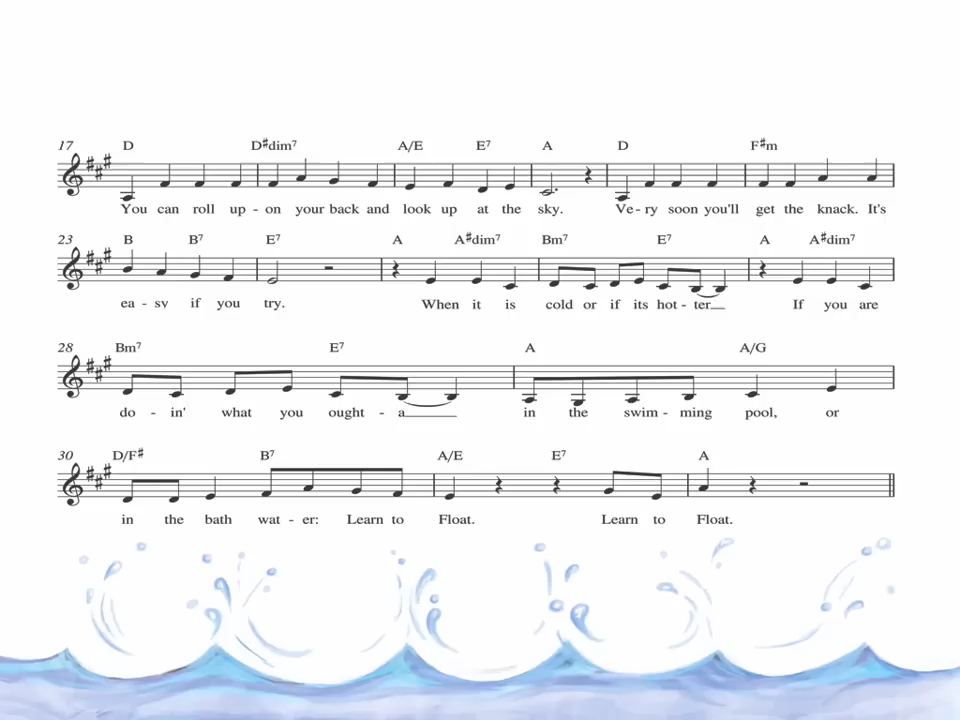 17 D D♯dim7 A/E E7 A D F♯m
You can roll up - on your back and look up at the sky. Ve - ry soon you'll get the knack. It's
23 B B7 E7 A A♯dim7 Bm7 E7 A A♯dim7
ea - sy if you try. When it is cold or if its hot - ter If you are
28 Bm7 E7 A A/G
do - in' what you ought - a in the swim - ming pool, or
30 D/F♯ B7 A/E E7 A
in the bath wat - er: Learn to Float. Learn to Float.